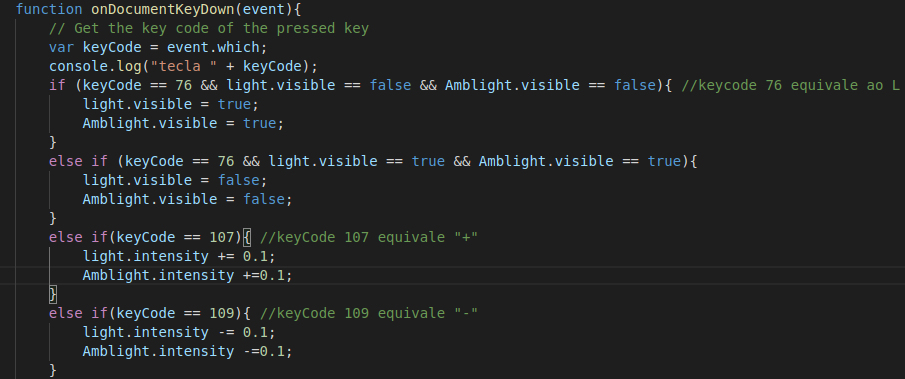 function onDocumentKeyDown(event){
// Get the key code of the pressed key
var keyCode = event.which;
console.log("tecla " + keyCode);
if (keyCode == 76 && light.visible == false && Amblight.visible == false){ //keycode 76 equivale ao L
light.visible = true;
Amblight.visible = true;
}
else if (keyCode == 76 && light.visible == true && Amblight.visible == true){
light.visible = false;
Amblight.visible = false;
}
else if(keyCode == 107){ //keyCode 107 equivale "+"
light.intensity += 0.1;
Amblight.intensity +=0.1;
}
else if(keyCode == 109){ //keyCode 109 equivale "-"
light.intensity -= 0.1;
Amblight.intensity -=0.1;
}